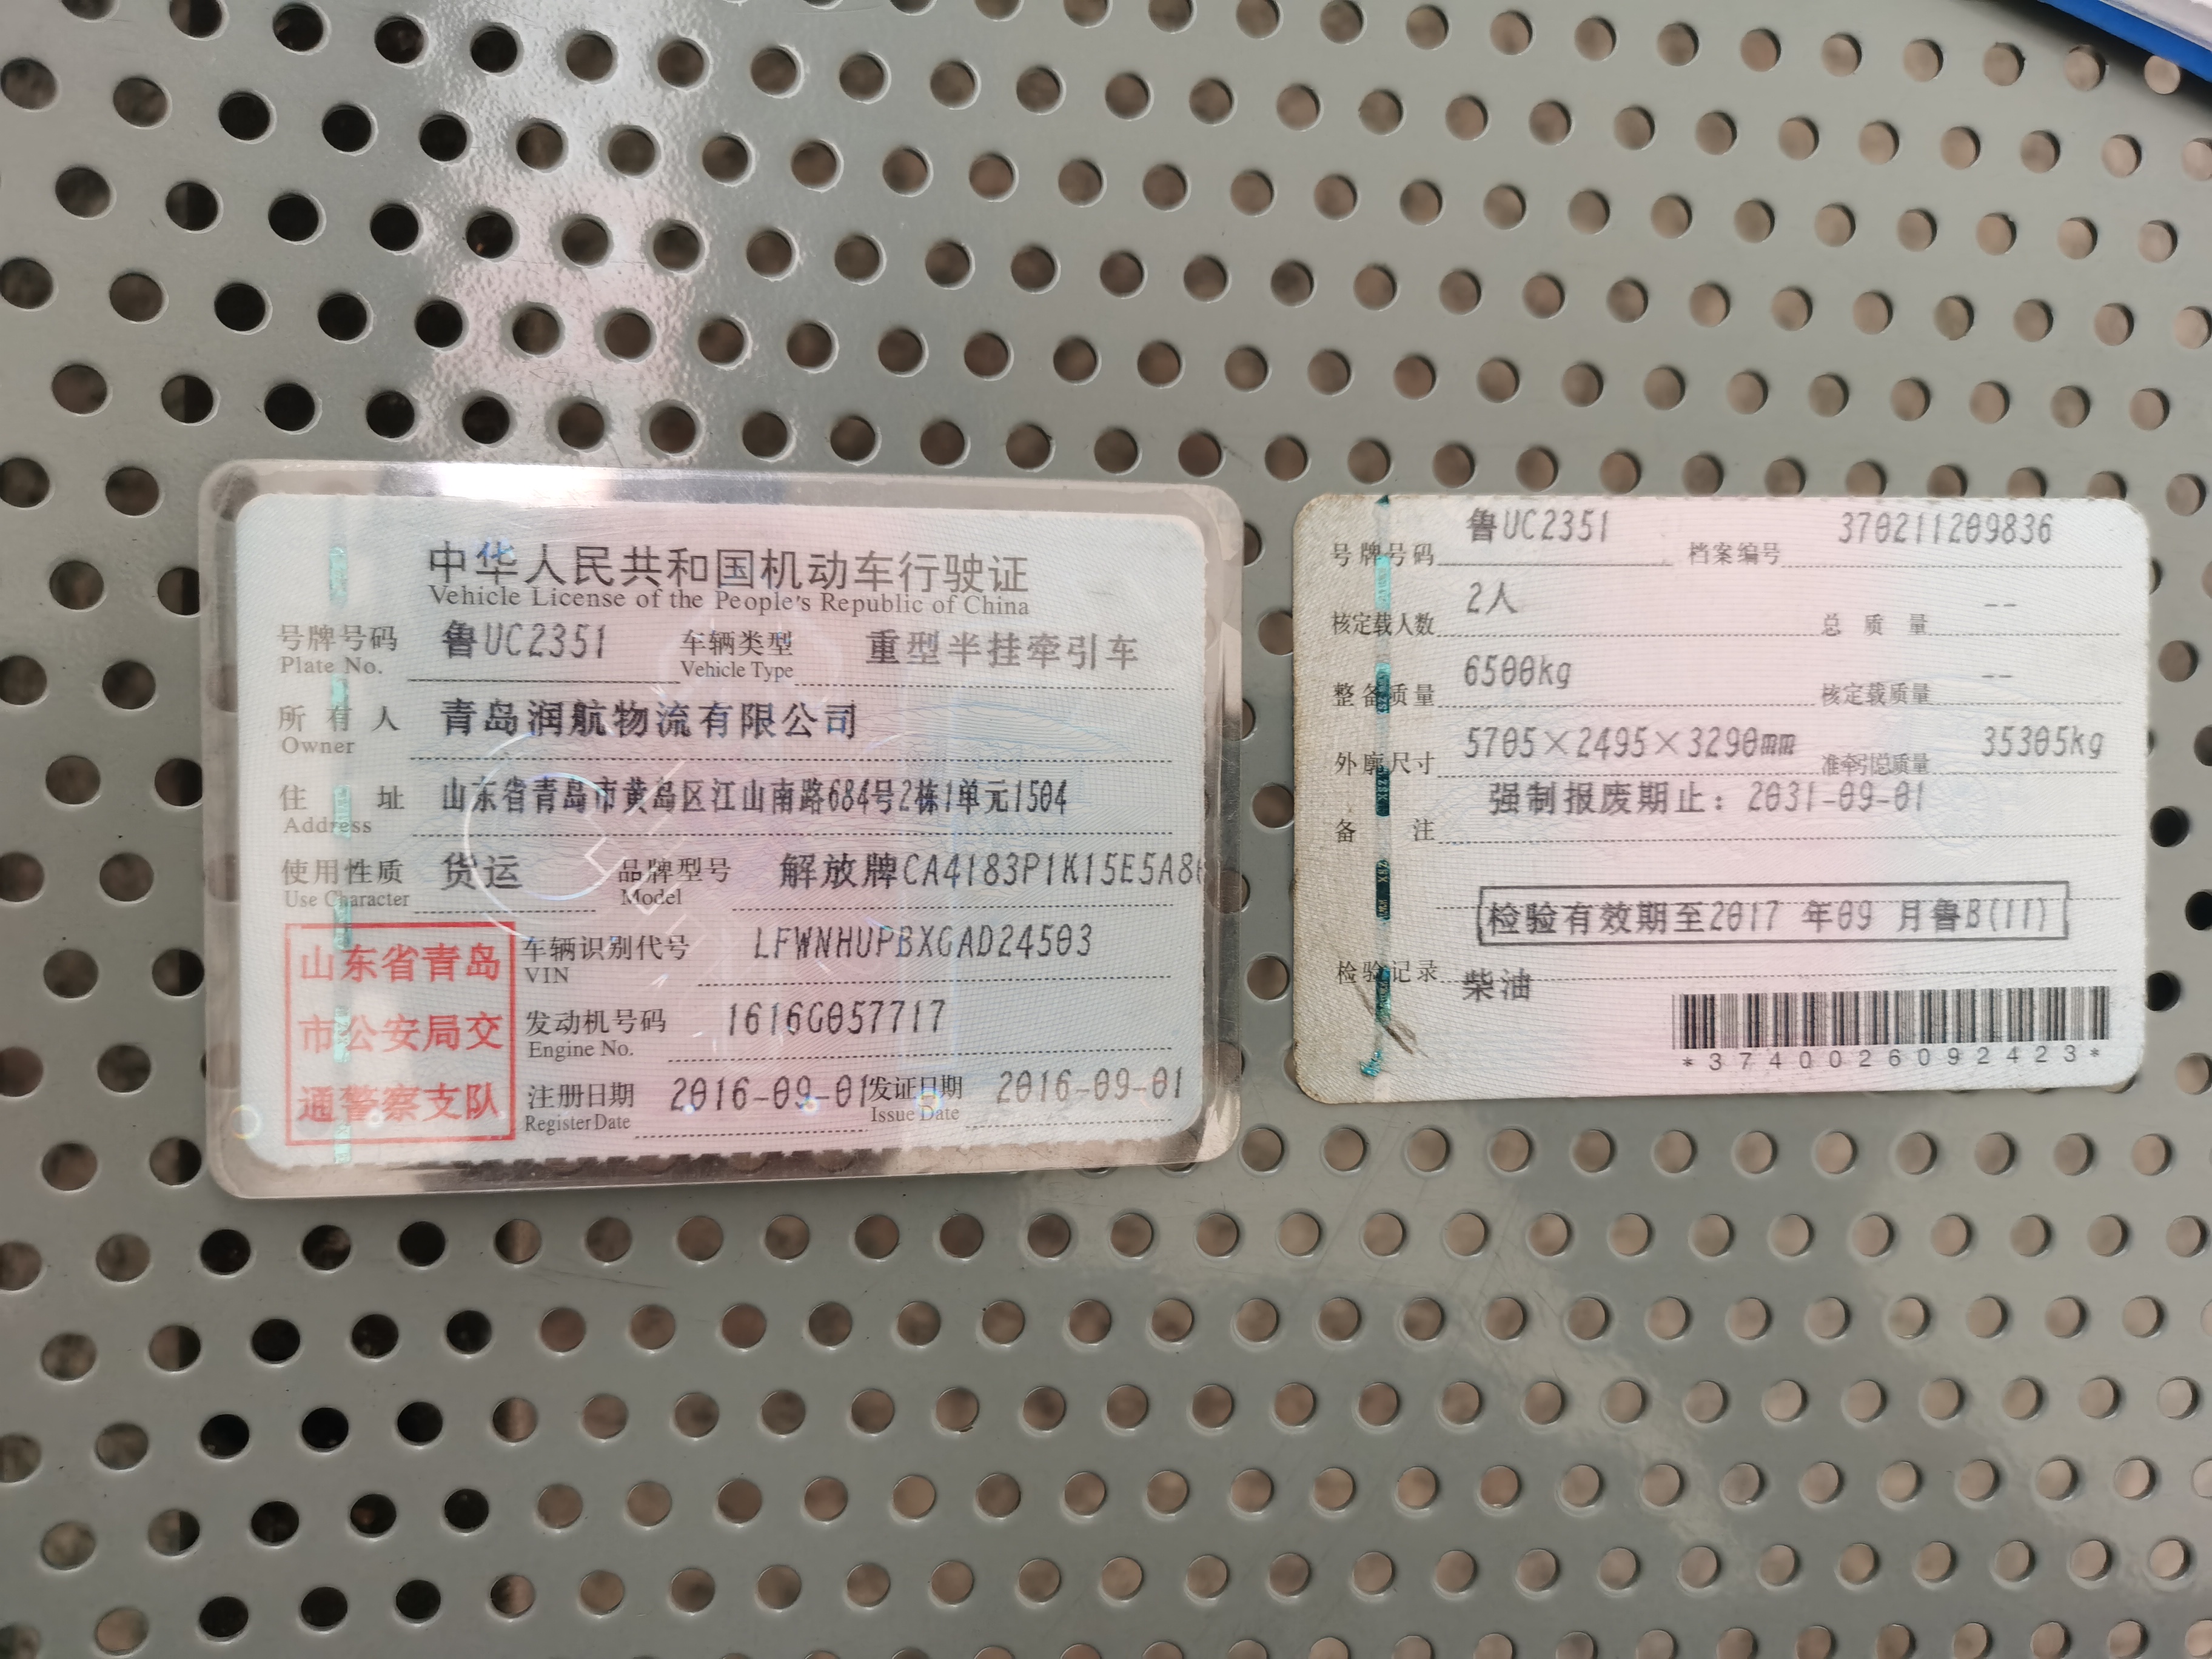 中华人民共和国机动车行驶证
Vehicle License of the People's Republic of China
号牌号码 鲁UC2351 车辆类型 重型半挂牵引车
Plate No. Vehicle Type
所有人 青岛润航物流有限公司
Owner
住址 山东省青岛市黄岛区江山南路684号2栋1单元1504
Address
使用性质 货运 品牌型号 解放牌CA4183P1K15E5A8
Use Character Model
山东省青岛
市公安局交
通警察支队
车辆识别代号 LFWNHUPBXGAD24503
VIN
发动机号码 1616G057717
Engine No.
注册日期 2016-09-01 发证日期 2016-09-01
Register Date Issue Date
号牌号码 鲁UC2351 档案编号 370211209836
核定载人数 2人 总质量 --
整备质量 6500kg 核定载质量 --
外廓尺寸 5705×2495×3290mm 准牵引总质量 35305kg
备注 强制报废期止：2031-09-01
检验有效期至2017 年09 月鲁B(11)
检验记录 柴油
*3740026092423*